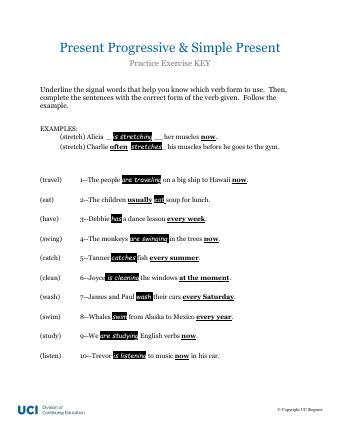 Present Progressive & Simple Present
Practice Exercise KEY
Underline the signal words that help you know which verb form to use. Then,
complete the sentences with the correct form of the verb given. Follow the
example.
EXAMPLES:
(stretch) Alicia _ is stretching __ her muscles now.
(stretch) Charlie often stretches his muscles before he goes to the gym.
(travel) 1--The people are traveling on a big ship to Hawaii now.
(eat) 2--The children usually eat soup for lunch.
(have) 3--Debbie has a dance lesson every week.
(swing) 4--The monkeys are swinging in the trees now.
(catch) 5--Tanner catches fish every summer.
(clean) 6--Joyce is cleaning the windows at the moment.
(wash) 7--James and Paul wash their cars every Saturday.
(swim) 8--Whales swim from Alaska to Mexico every year.
(study) 9--We are studying English verbs now.
(listen) 10--Trevor is listening to music now in his car.
UCI Division of
Continuing Education
© Copyright UC Regents